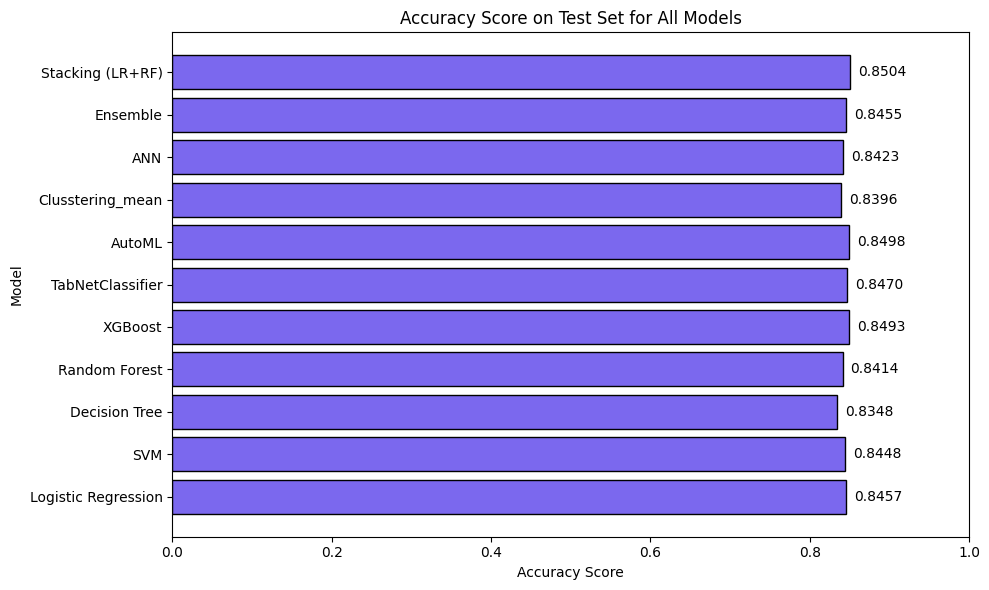 Accuracy Score on Test Set for All Models
Stacking (LR+RF) 0.8504
Ensemble 0.8455
ANN 0.8423
Clusstering_mean 0.8396
AutoML 0.8498
TabNetClassifier 0.8470
XGBoost 0.8493
Random Forest 0.8414
Decision Tree 0.8348
SVM 0.8448
Logistic Regression 0.8457
Model
0.0 0.2 0.4 0.6 0.8 1.0
Accuracy Score